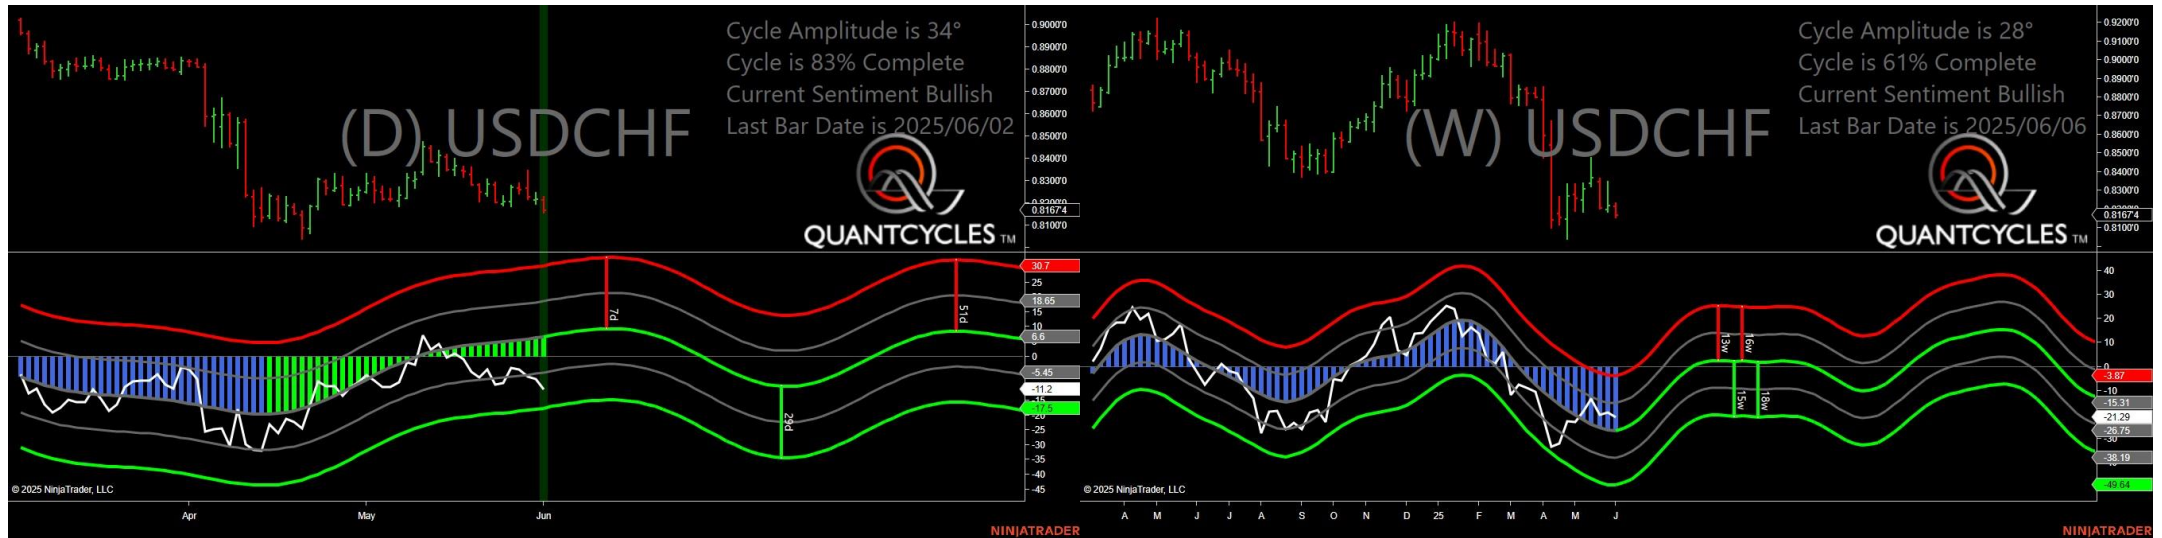 Cycle Amplitude is 34°
Cycle is 83% Complete
Current Sentiment Bullish
Last Bar Date is 2025/06/02
(D) USDCHF
QUANTCYCLES TM
0.9000'0
0.8900'0
0.8800'0
0.8700'0
0.8600'0
0.8500'0
0.8400'0
0.8300'0
0.8167'4
0.8100'0
7d
29d
51d
30.7
25
18.65
15
10
6.6
0
-5.45
-11.2
-17.5
-25
-30
-35
-40
-45
© 2025 NinjaTrader, LLC
Apr
May
Jun
NINJATRADER
Cycle Amplitude is 28°
Cycle is 61% Complete
Current Sentiment Bullish
Last Bar Date is 2025/06/06
(W) USDCHF
QUANTCYCLES TM
0.9200'0
0.9100'0
0.9000'0
0.8900'0
0.8800'0
0.8700'0
0.8600'0
0.8500'0
0.8400'0
0.8300'0
0.8167'4
0.8100'0
13w
16w
15w
18w
40
30
20
10
0
-3.87
-10
-15.31
-21.29
-26.75
-30
-38.19
-49.64
© 2025 NinjaTrader, LLC
A M J J A S O N D 25 F M A M J
NINJATRADER